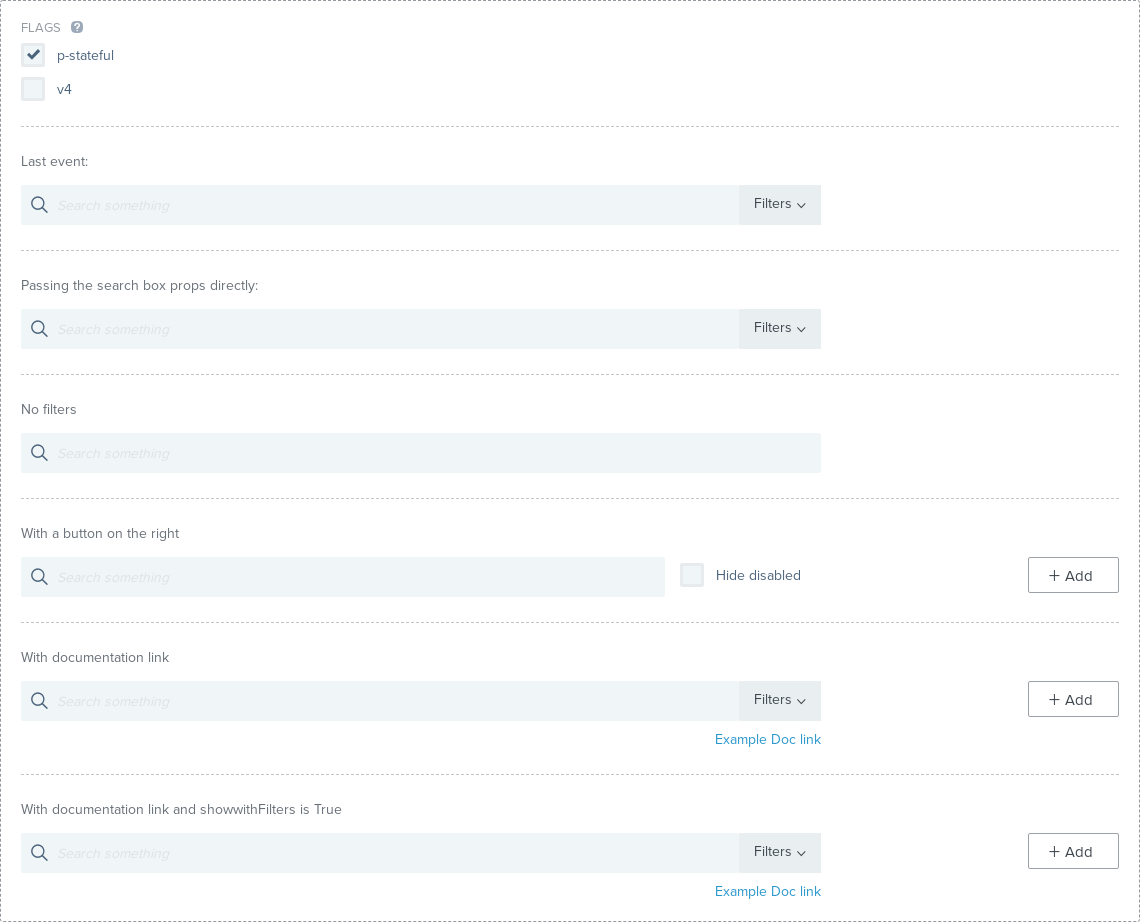 FLAGS ?
p-stateful
v4
Last event:
Search something Filters
Passing the search box props directly:
Search something Filters
No filters
Search something
With a button on the right
Search something Hide disabled + Add
With documentation link
Search something Filters + Add
Example Doc link
With documentation link and showwithFilters is True
Search something Filters + Add
Example Doc link